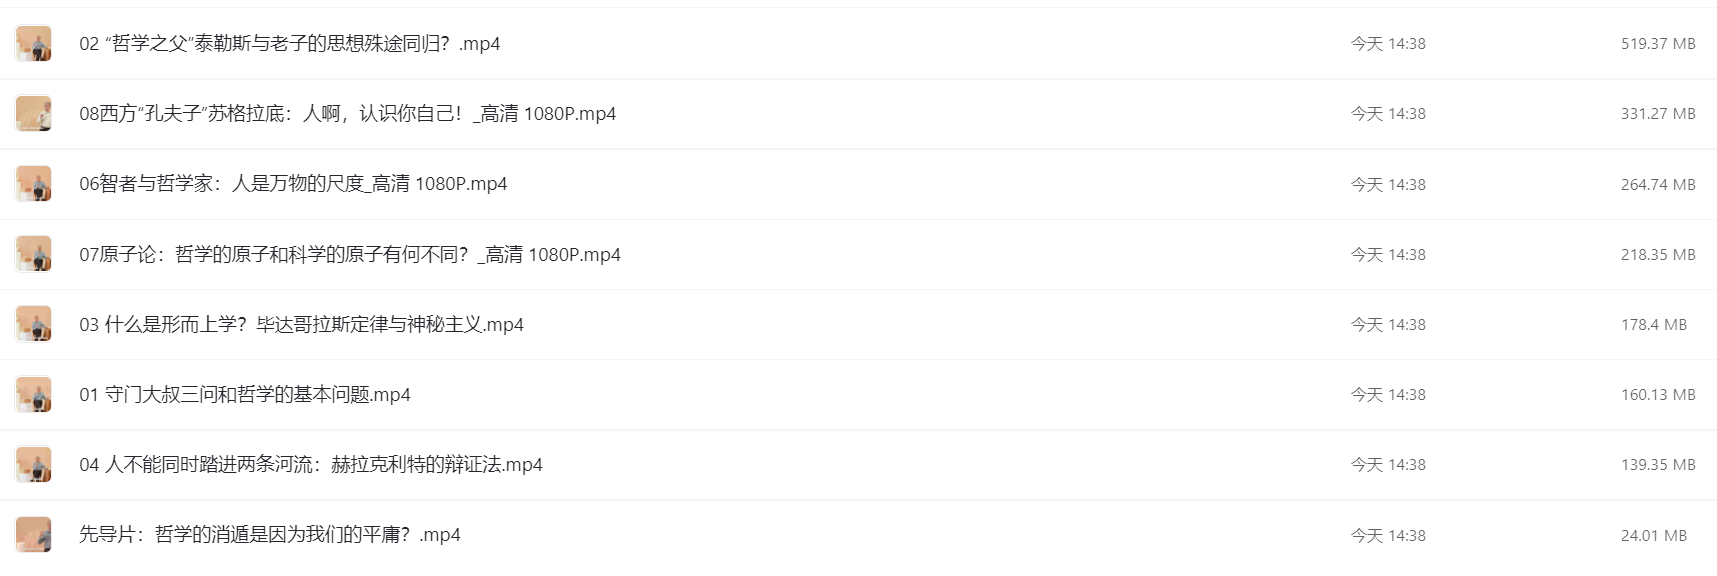 02 “哲学之父”泰勒斯与老子的思想殊途同归？.mp4 今天 14:38 519.37 MB
08西方“孔夫子”苏格拉底：人啊，认识你自己！_高清 1080P.mp4 今天 14:38 331.27 MB
06智者与哲学家：人是万物的尺度_高清 1080P.mp4 今天 14:38 264.74 MB
07原子论：哲学的原子和科学的原子有何不同？_高清 1080P.mp4 今天 14:38 218.35 MB
03 什么是形而上学？毕达哥拉斯定律与神秘主义.mp4 今天 14:38 178.4 MB
01 守门大叔三问和哲学的基本问题.mp4 今天 14:38 160.13 MB
04 人不能同时踏进两条河流：赫拉克利特的辩证法.mp4 今天 14:38 139.35 MB
先导片：哲学的消遁是因为我们的平庸？.mp4 今天 14:38 24.01 MB